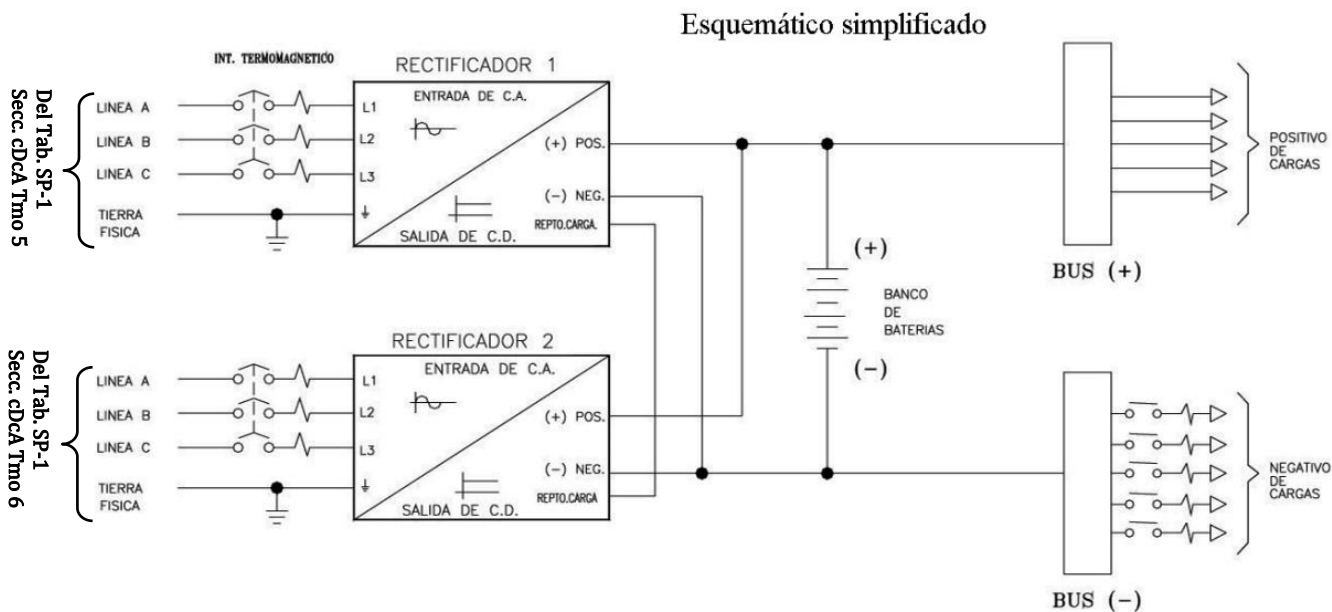 Esquemático simplificado
INT. TERMOMAGNETICO
RECTIFICADOR 1
Del Tab. SP-1
Secc. cDcA Tmo 5
LINEA A
LINEA B
LINEA C
TIERRA
FISICA
L1
L2
L3
ENTRADA DE C.A.
(+) POS.
(-) NEG.
REPTO.CARGA.
SALIDA DE C.D.
POSITIVO
DE
CARGAS
BUS (+)
(+)
BANCO
DE
BATERIAS
(-)
RECTIFICADOR 2
Del Tab. SP-1
Secc. cDcA Tmo 6
LINEA A
LINEA B
LINEA C
TIERRA
FISICA
L1
L2
L3
ENTRADA DE C.A.
(+) POS.
(-) NEG.
REPTO.CARGA
SALIDA DE C.D.
NEGATIVO
DE
CARGAS
BUS (-)